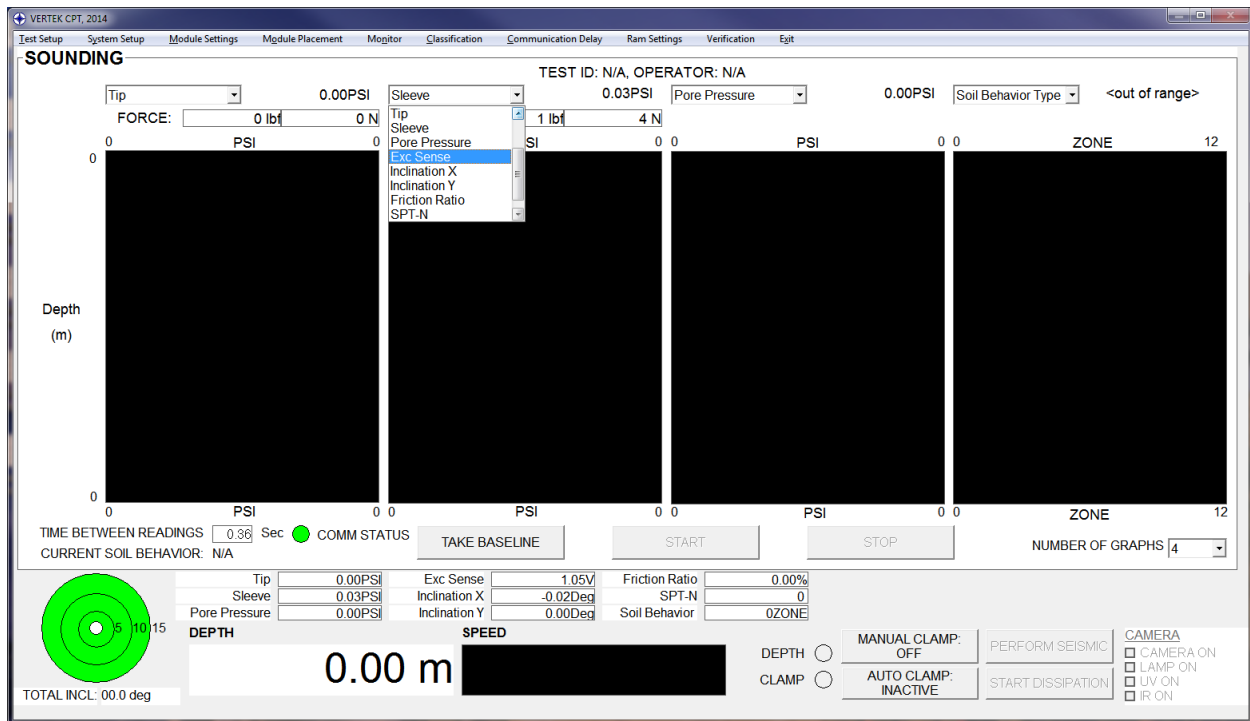 VERTEK CPT, 2014
Test Setup System Setup Module Settings Module Placement Monitor Classification Communication Delay Ram Settings Verification Exit
SOUNDING
TEST ID: N/A, OPERATOR: N/A
Tip 0.00PSI Sleeve 0.03PSI Pore Pressure 0.00PSI Soil Behavior Type <out of range>
FORCE: 0 lbf 0 N 1 lbf 4 N
Tip
Sleeve
Pore Pressure
Exc Sense
Inclination X
Inclination Y
Friction Ratio
SPT-N
0 PSI 0 SI 0 0 PSI 0 0 ZONE 12
0
Depth
(m)
0
0 PSI 0 0 PSI 0 0 PSI 0 0 ZONE 12
TIME BETWEEN READINGS 0.36 Sec COMM STATUS TAKE BASELINE START STOP NUMBER OF GRAPHS 4
CURRENT SOIL BEHAVIOR: N/A
Tip 0.00PSI Exc Sense 1.05V Friction Ratio 0.00%
Sleeve 0.03PSI Inclination X -0.02Deg SPT-N 0
Pore Pressure 0.00PSI Inclination Y 0.00Deg Soil Behavior 0ZONE
5 10 15
TOTAL INCL: 00.0 deg
DEPTH SPEED
0.00 m
DEPTH
CLAMP
MANUAL CLAMP:
OFF
AUTO CLAMP:
INACTIVE
PERFORM SEISMIC
START DISSIPATION
CAMERA
CAMERA ON
LAMP ON
UV ON
IR ON